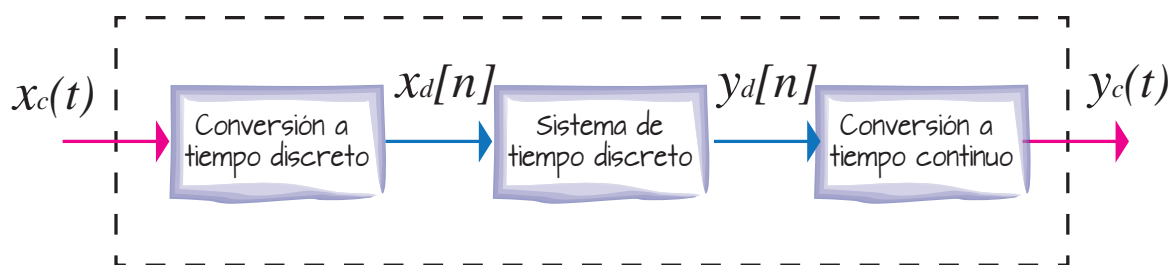 xc(t)
Conversión a
tiempo discreto
xd[n]
Sistema de
tiempo discreto
yd[n]
Conversión a
tiempo continuo
yc(t)